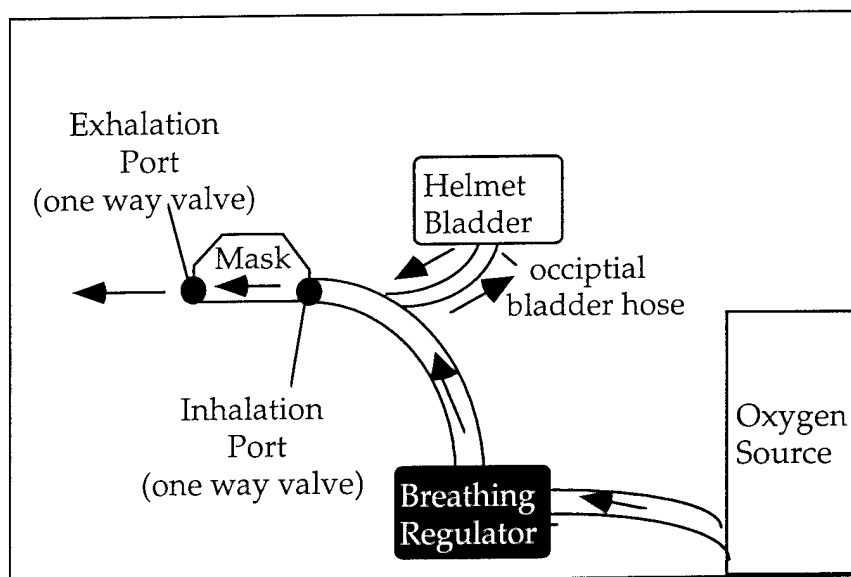 Exhalation
Port
(one way valve)
Helmet
Bladder
Mask
occiptial
bladder hose
Inhalation
Port
(one way valve)
Oxygen
Source
Breathing
Regulator